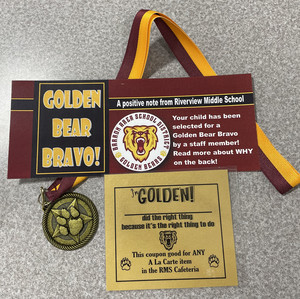 GOLDEN
BEAR
BRAVO!
A positive note from Riverview Middle School
SCHOOL DISTRICT
GOLDEN BEARS
Your child has been
selected for a
Golden Bear Bravo
by a staff member!
Read more about WHY
on the back!
GOLDEN!
did the right thing
because it's the right thing to do
This coupon good for ANY
A La Carte item
in the RMS Cafeteria